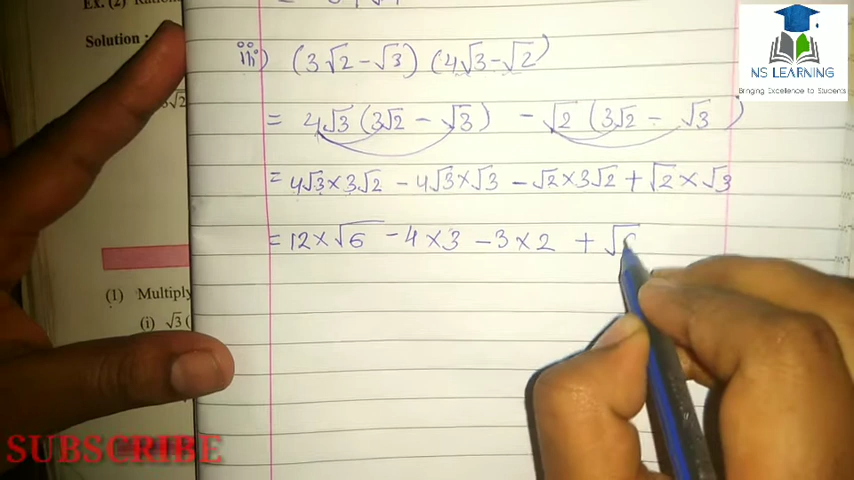 Ex. (2)
Solution :
iii) (3√2 - √3) (4√3 - √2)
= 4√3 (3√2 - √3) - √2 (3√2 - √3)
= 4√3 × 3√2 - 4√3 × √3 - √2 × 3√2 + √2 × √3
= 12 × √6 - 4 × 3 - 3 × 2 + √6
(1) Multiply
(i) √3 (
NS LEARNING
Bringing Excellence to Students
SUBSCRIBE